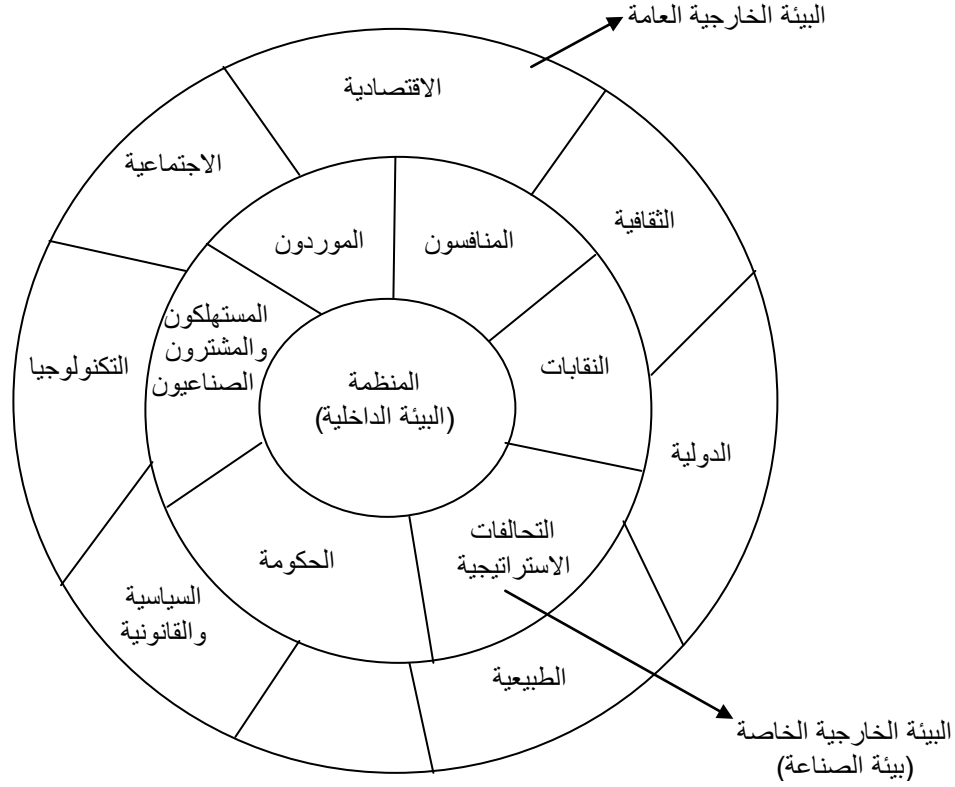 البيئة الخارجية العامة
الاقتصادية
الاجتماعية
الثقافية
الموردون
المنافسون
المستهلكون
والمشترون
الصناعيون
التكنولوجيا
النقابات
المنظمة
(البيئة الداخلية)
الدولية
التحالفات
الاستراتيجية
الحكومة
السياسية
والقانونية
الطبيعية
البيئة الخارجية الخاصة
(بيئة الصناعة)